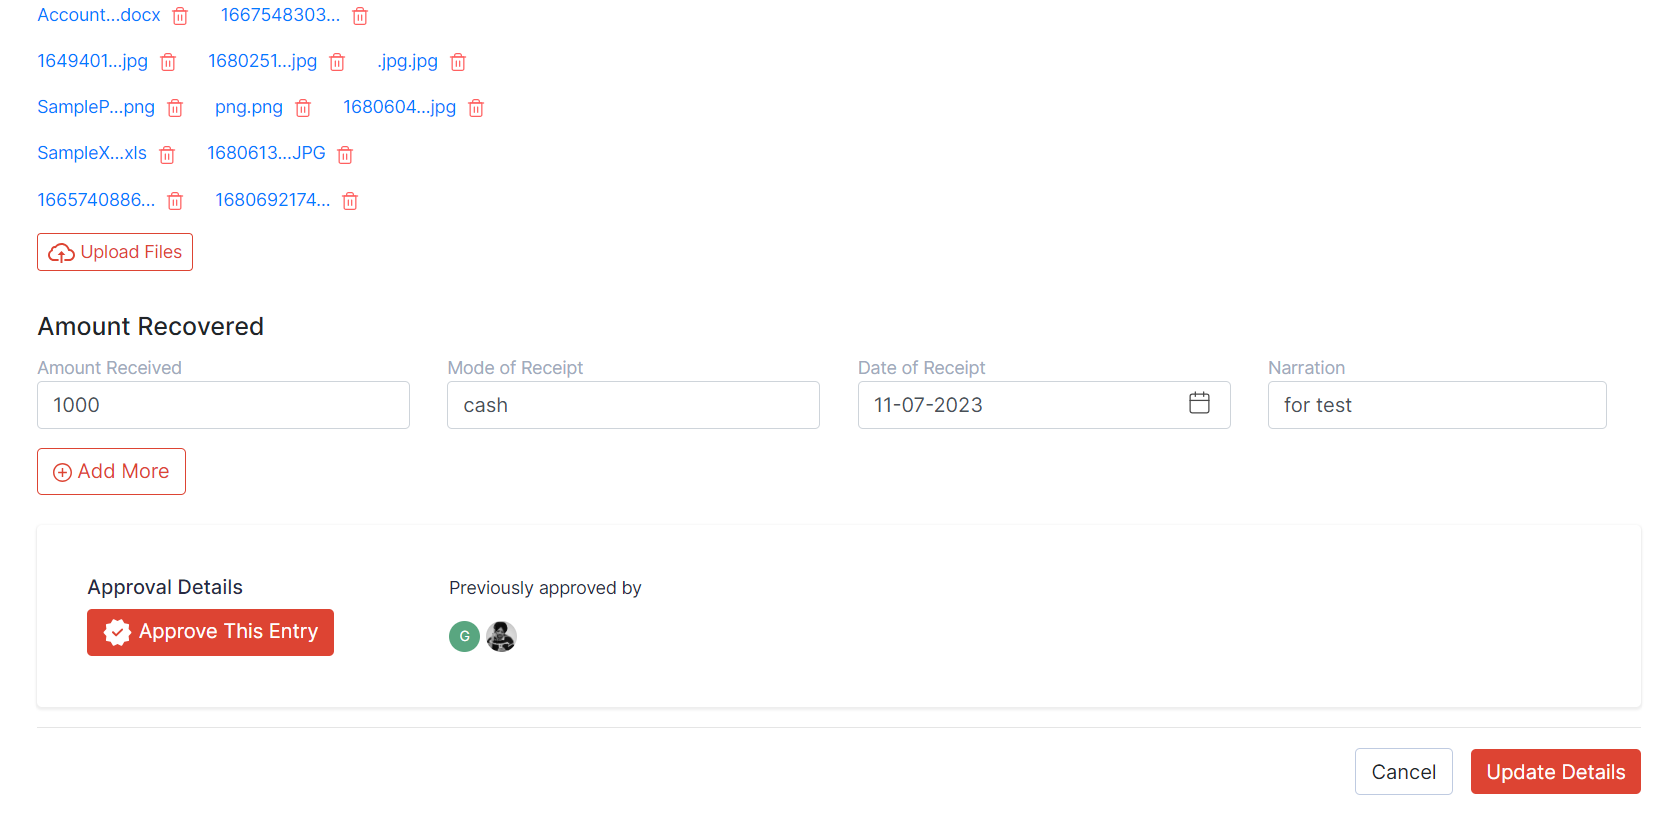 Account...docx 1667548303...
1649401...jpg 1680251...jpg .jpg.jpg
SampleP...png png.png 1680604...jpg
SampleX...xls 1680613...JPG
1665740886... 1680692174...
Upload Files
Amount Recovered
Amount Received Mode of Receipt Date of Receipt Narration
1000 cash 11-07-2023 for test
Add More
Approval Details Previously approved by
Approve This Entry G
Cancel Update Details